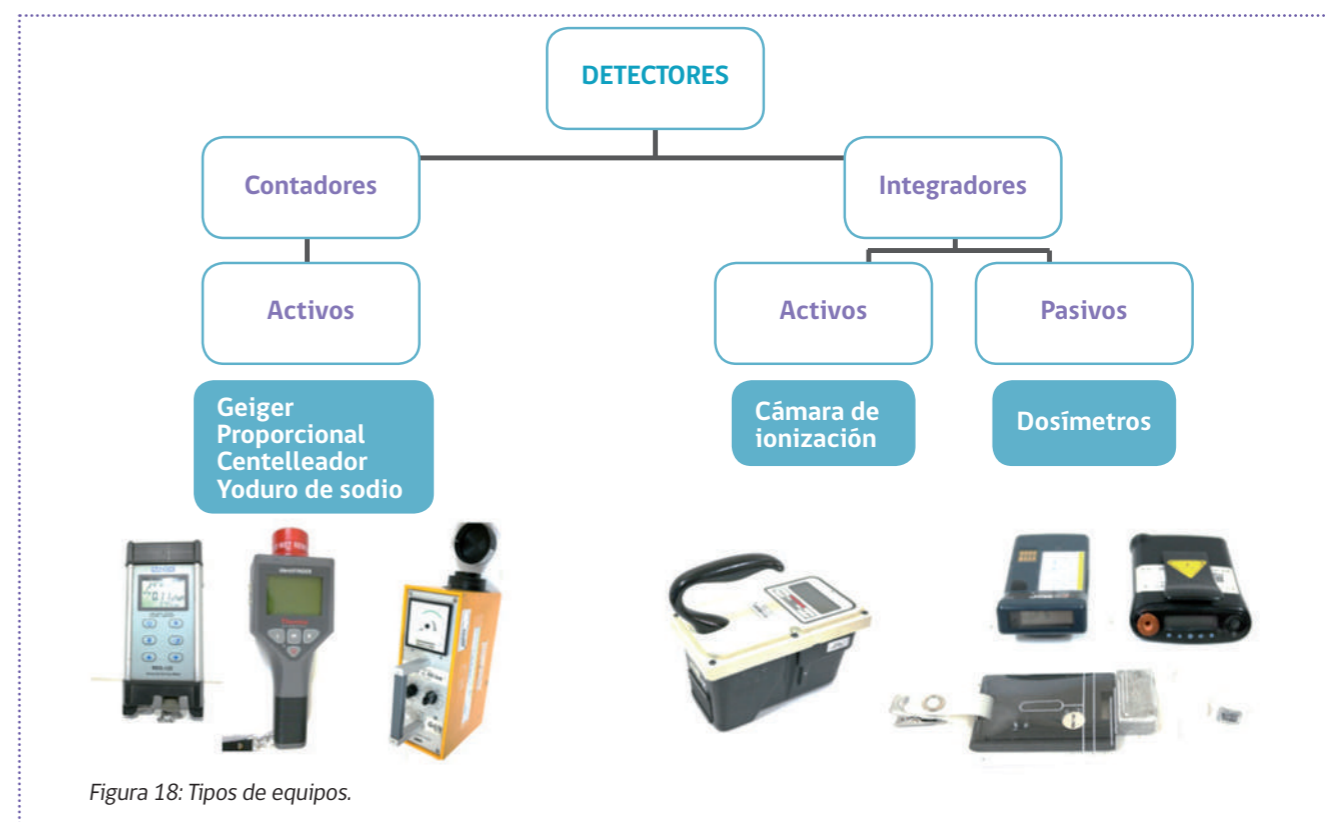 DETECTORES
Contadores
Integradores
Activos
Activos
Pasivos
Geiger
Proporcional
Centelleador
Yoduro de sodio
Cámara de
ionización
Dosímetros
Figura 18: Tipos de equipos.